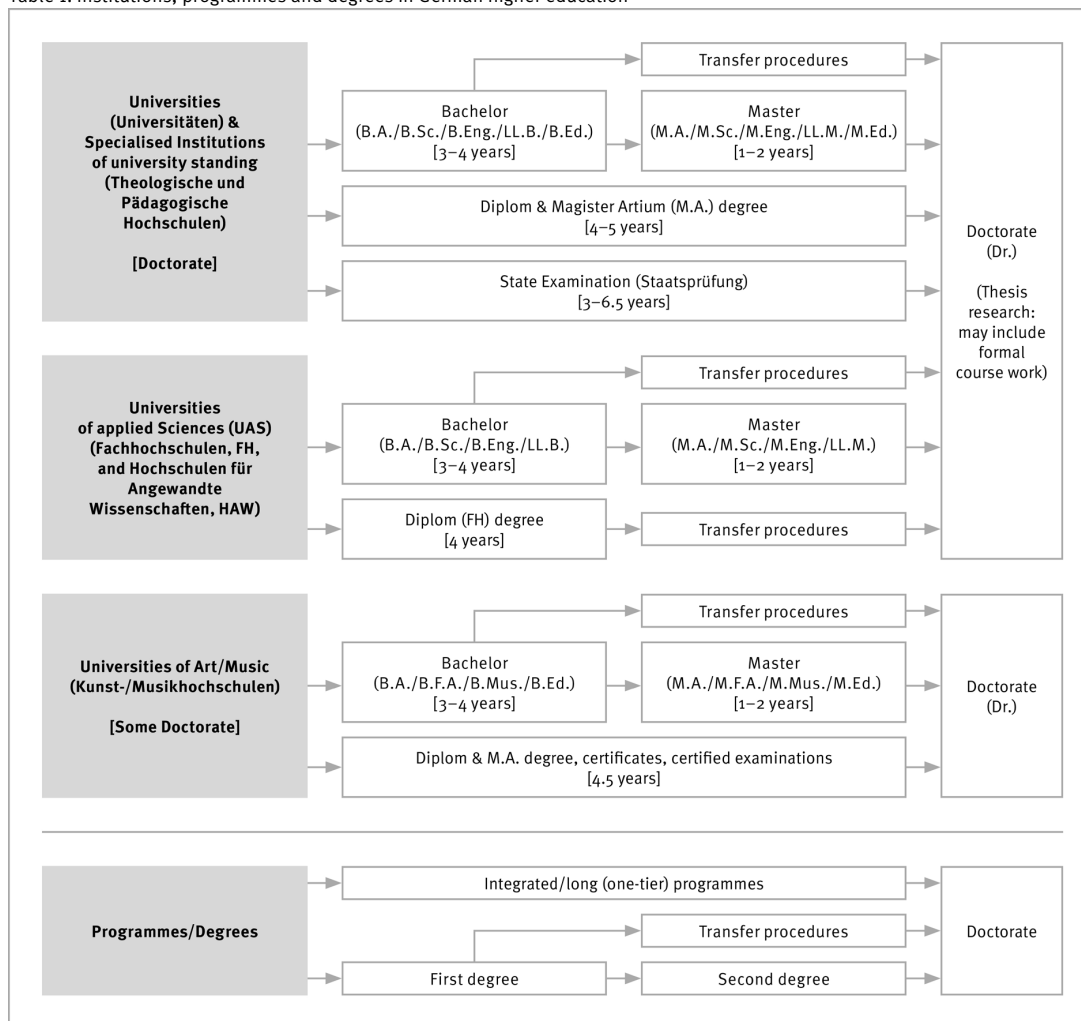 Table 1: Institutions, programmes and degrees in German higher education
Universities
(Universitäten) &
Specialised Institutions
of university standing
(Theologische und
Pädagogische
Hochschulen)
[Doctorate]
Transfer procedures
Bachelor
(B.A./B.Sc./B.Eng./LL.B./B.Ed.)
[3–4 years]
Master
(M.A./M.Sc./M.Eng./LL.M./M.Ed.)
[1–2 years]
Diplom & Magister Artium (M.A.) degree
[4–5 years]
State Examination (Staatsprüfung)
[3–6.5 years]
Doctorate
(Dr.)
(Thesis
research:
may include
formal
course work)
Universities
of applied Sciences (UAS)
(Fachhochschulen, FH,
and Hochschulen für
Angewandte
Wissenschaften, HAW)
Transfer procedures
Bachelor
(B.A./B.Sc./B.Eng./LL.B.)
[3–4 years]
Master
(M.A./M.Sc./M.Eng./LL.M.)
[1–2 years]
Diplom (FH) degree
[4 years]
Transfer procedures
Universities of Art/Music
(Kunst-/Musikhochschulen)
[Some Doctorate]
Transfer procedures
Bachelor
(B.A./B.F.A./B.Mus./B.Ed.)
[3–4 years]
Master
(M.A./M.F.A./M.Mus./M.Ed.)
[1–2 years]
Diplom & M.A. degree, certificates, certified examinations
[4.5 years]
Doctorate
(Dr.)
Programmes/Degrees
Integrated/long (one-tier) programmes
Transfer procedures
First degree
Second degree
Doctorate